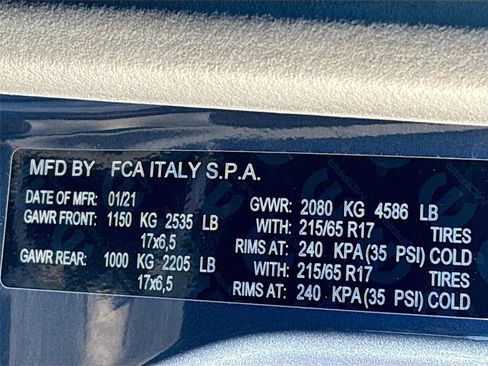 MFD BY FCA ITALY S.P.A.
DATE OF MFR: 01/21 GVWR: 2080 KG 4586 LB
GAWR FRONT: 1150 KG 2535 LB WITH: 215/65 R17 TIRES
17x6,5 RIMS AT: 240 KPA(35 PSI) COLD
GAWR REAR: 1000 KG 2205 LB WITH: 215/65 R17 TIRES
17x6,5 RIMS AT: 240 KPA(35 PSI) COLD